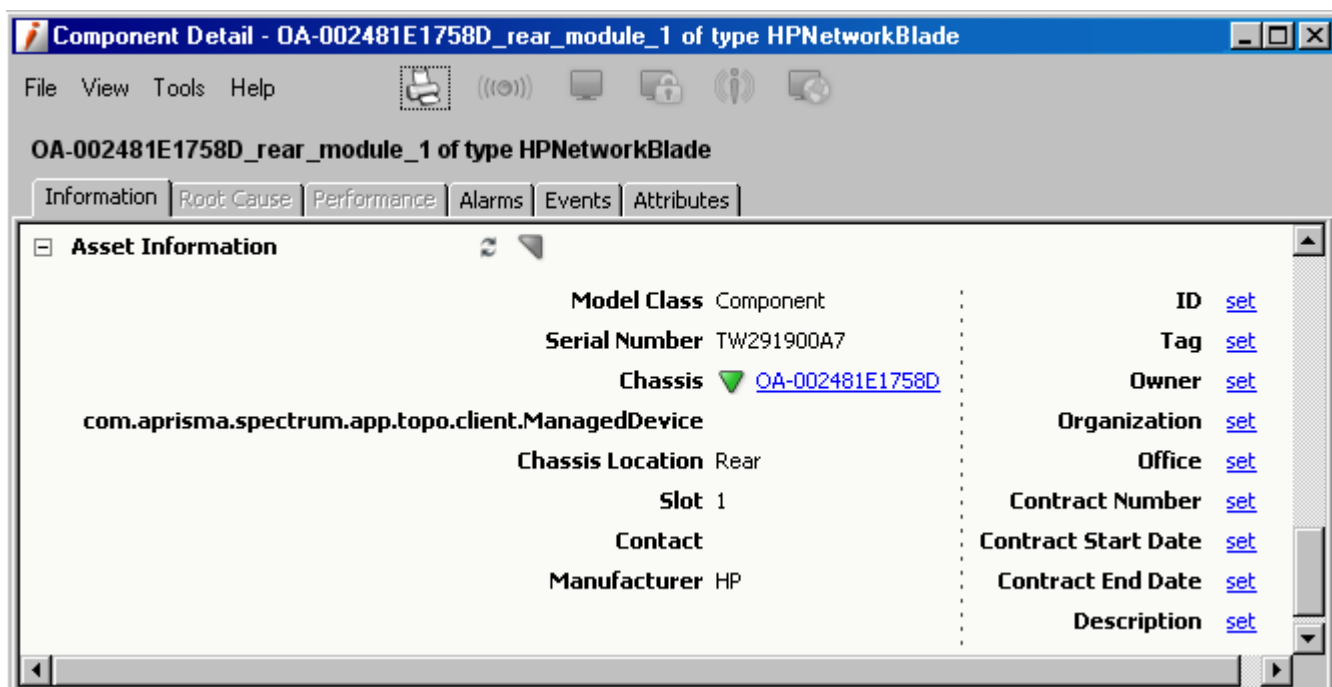 Component Detail - OA-002481E1758D_rear_module_1 of type HPNetworkBlade
File View Tools Help
OA-002481E1758D_rear_module_1 of type HPNetworkBlade
Information Root Cause Performance Alarms Events Attributes
Asset Information
Model Class Component ID set
Serial Number TW291900A7 Tag set
Chassis OA-002481E1758D Owner set
com.aprisma.spectrum.app.topo.client.ManagedDevice Organization set
Chassis Location Rear Office set
Slot 1 Contract Number set
Contact Contract Start Date set
Manufacturer HP Contract End Date set
Description set